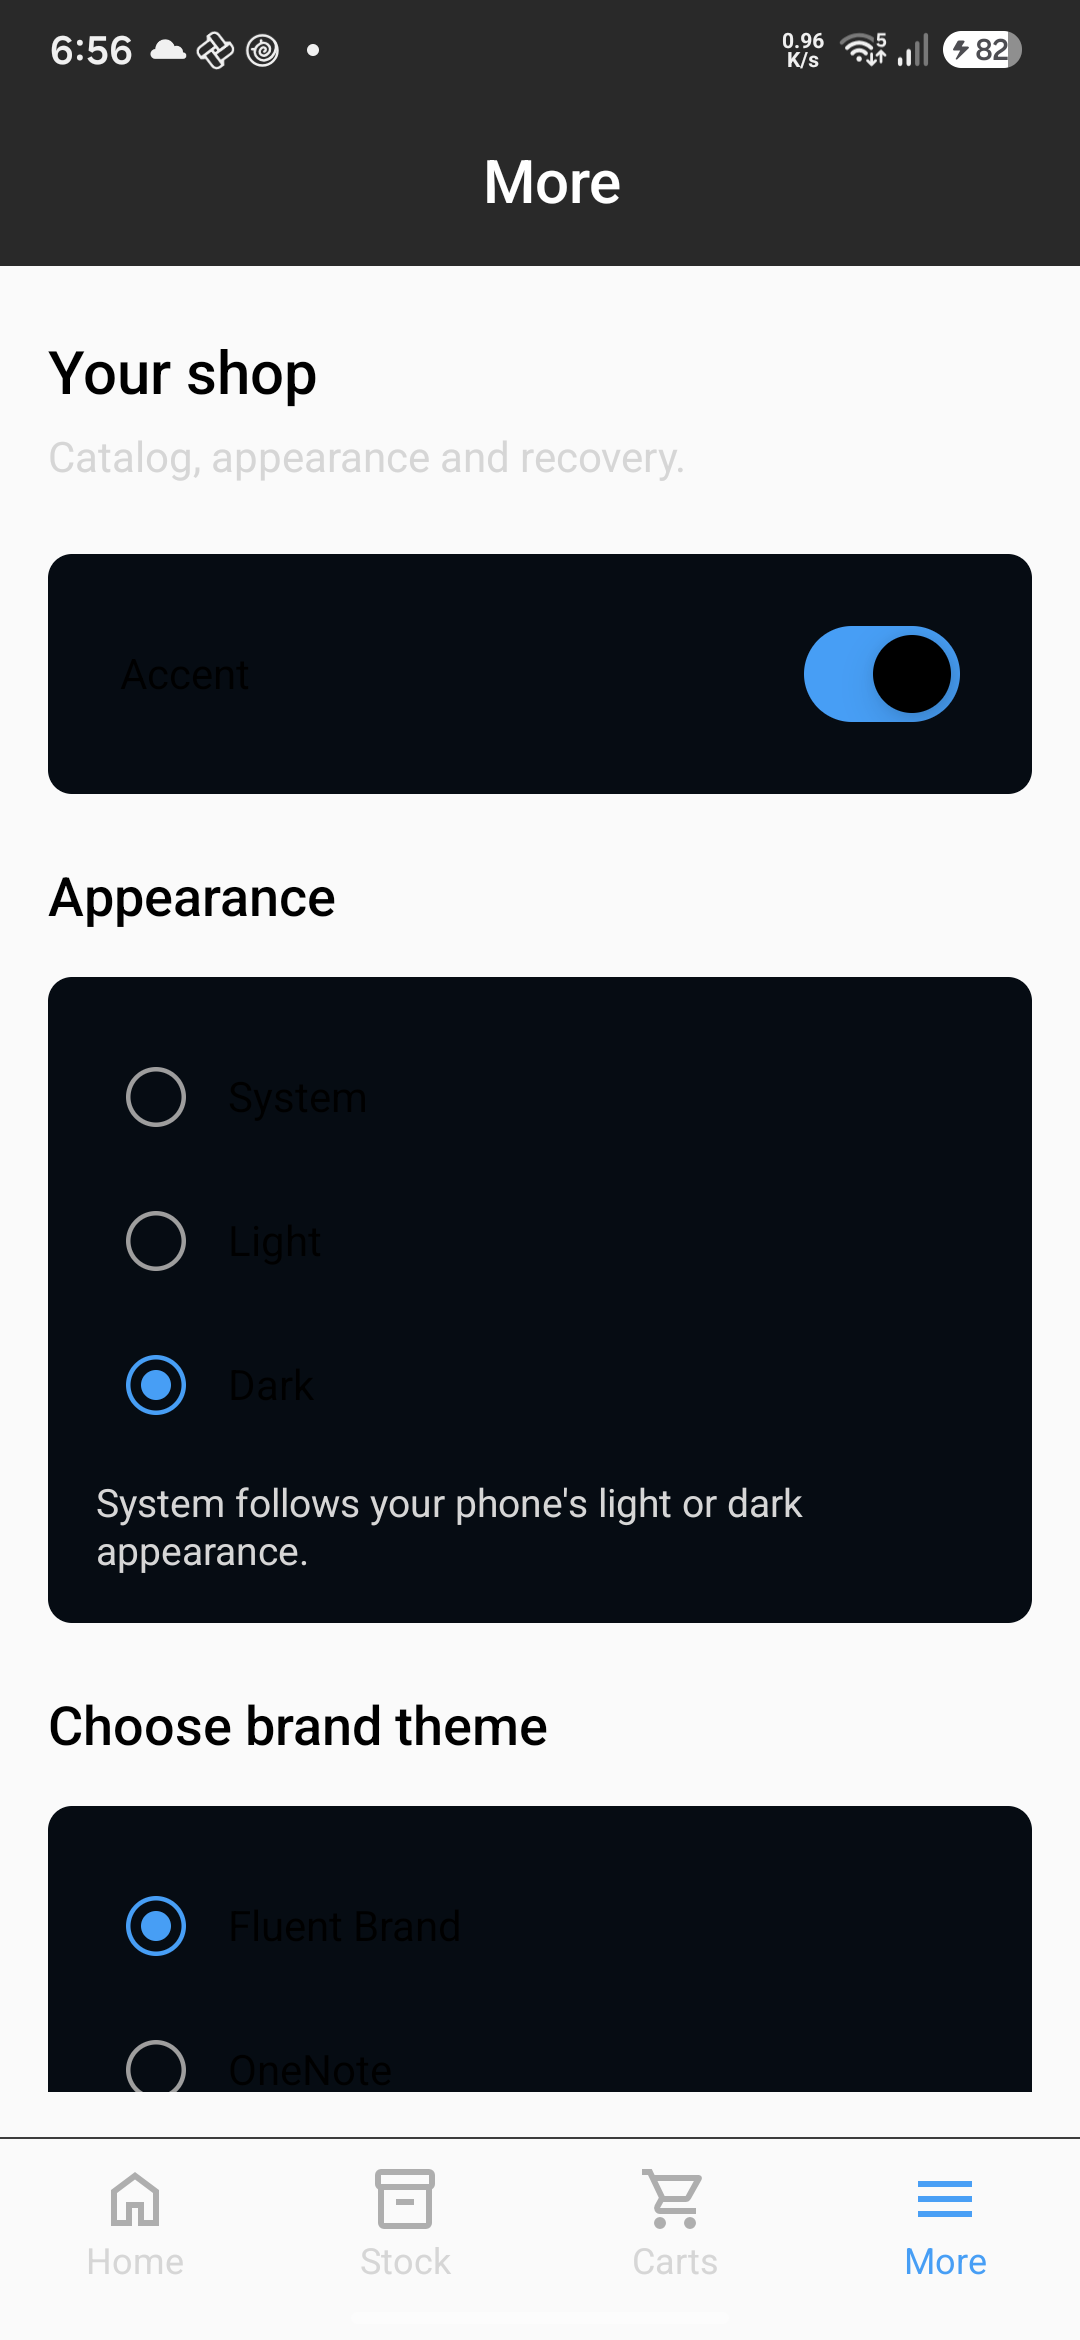 6:56
0.96
K/s
5
82
More
Your shop
Catalog, appearance and recovery.
Accent
Appearance
System
Light
Dark
System follows your phone's light or dark
appearance.
Choose brand theme
Fluent Brand
OneNote
Home
Stock
Carts
More